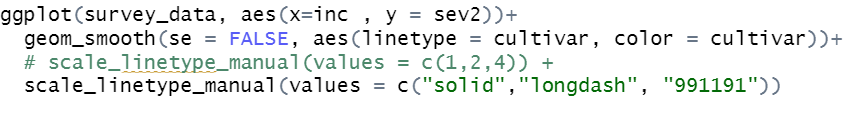 ggplot(survey_data, aes(x=inc , y = sev2))+
  geom_smooth(se = FALSE, aes(linetype = cultivar, color = cultivar))+
  # scale_linetype_manual(values = c(1,2,4)) +
  scale_linetype_manual(values = c("solid","longdash", "991191"))